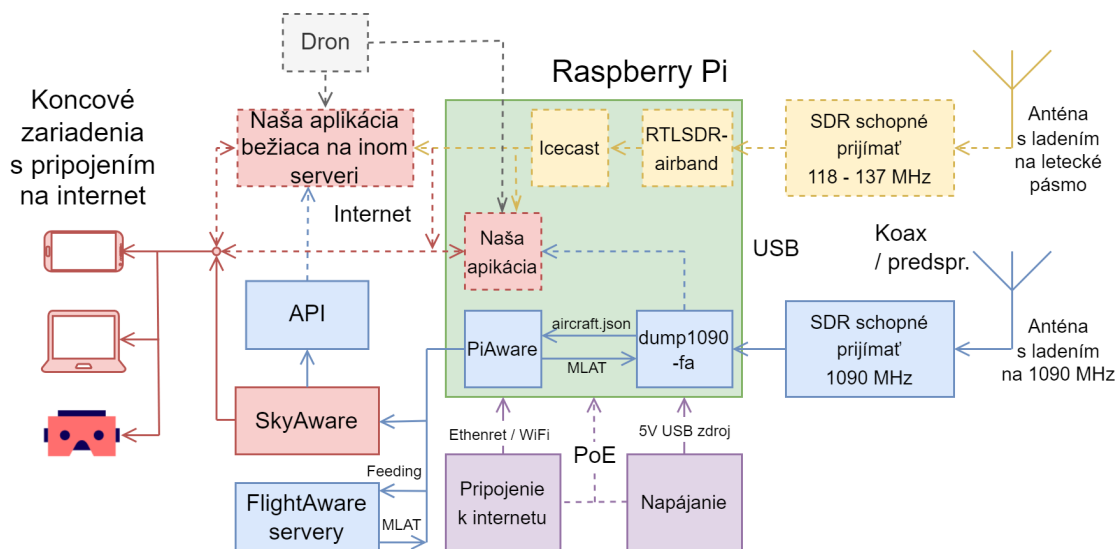 Dron
Raspberry Pi
Koncové
zariadenia
s pripojením
na internet
Naša aplikácia
bežiaca na inom
serveri
Icecast
RTLSDR-
airband
SDR schopné
prijímať
118 - 137 MHz
Anténa
s ladením
na letecké
pásmo
Internet
Naša
apikácia
USB
Koax
/ predspr.
API
PiAware
aircraft.json
MLAT
dump1090
-fa
SDR schopné
prijímať
1090 MHz
Anténa
s ladením
na 1090 MHz
SkyAware
Ethenret / WiFi
PoE
5V USB zdroj
Feeding
FlightAware
servery
MLAT
Pripojenie
k internetu
Napájanie